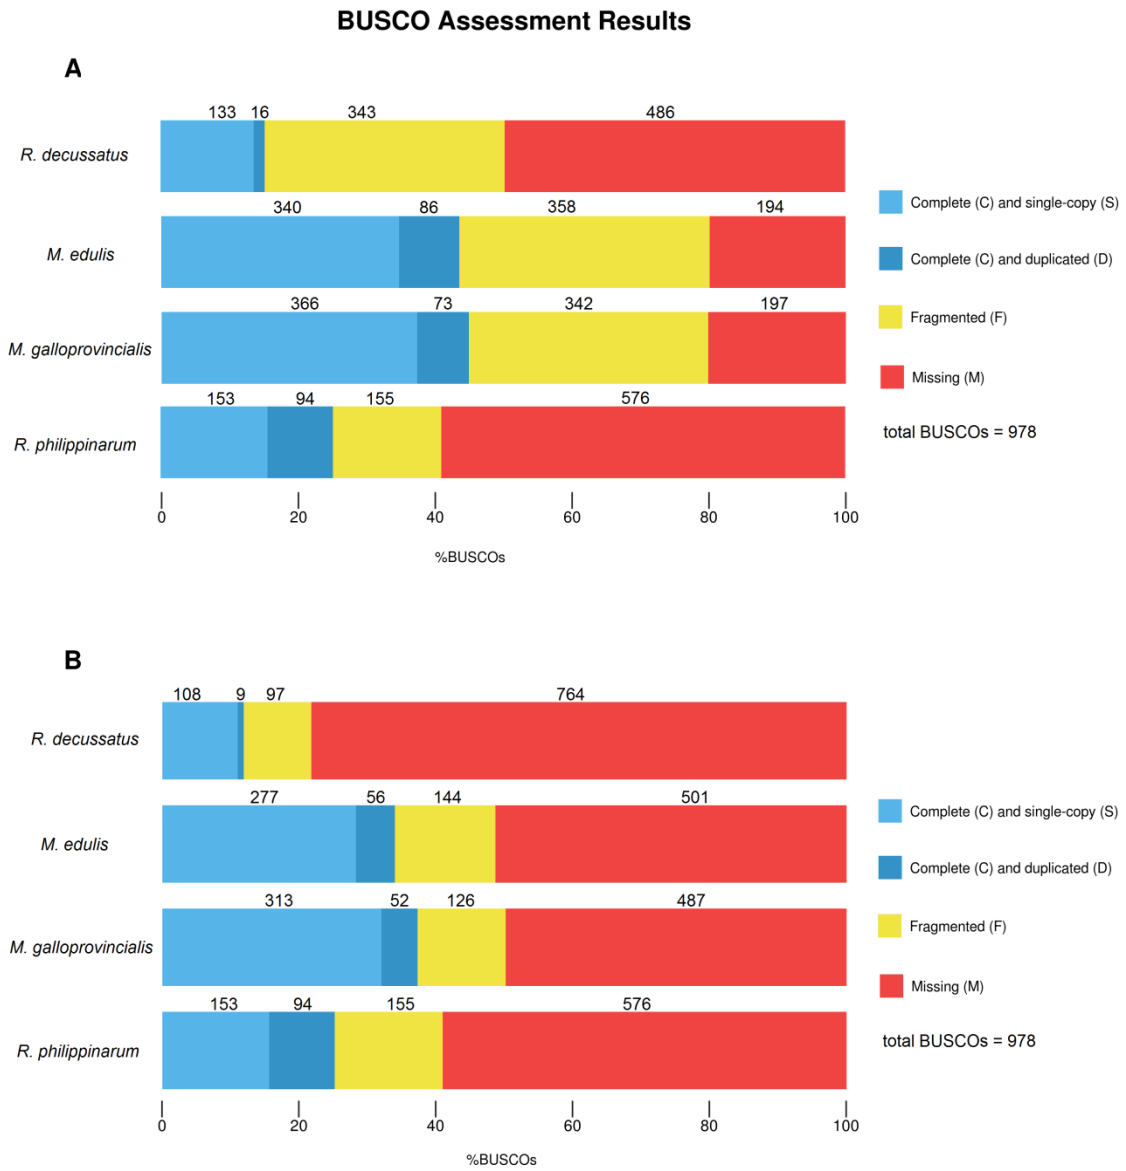 BUSCO Assessment Results
A
133 16 343 486
R. decussatus
340 86 358 194
M. edulis
366 73 342 197
M. galloprovincialis
153 94 155 576
R. philippinarum
0 20 40 60 80 100
%BUSCOs
Complete (C) and single-copy (S)
Complete (C) and duplicated (D)
Fragmented (F)
Missing (M)
total BUSCOs = 978
B
108 9 97 764
R. decussatus
277 56 144 501
M. edulis
313 52 126 487
M. galloprovincialis
153 94 155 576
R. philippinarum
0 20 40 60 80 100
%BUSCOs
Complete (C) and single-copy (S)
Complete (C) and duplicated (D)
Fragmented (F)
Missing (M)
total BUSCOs = 978